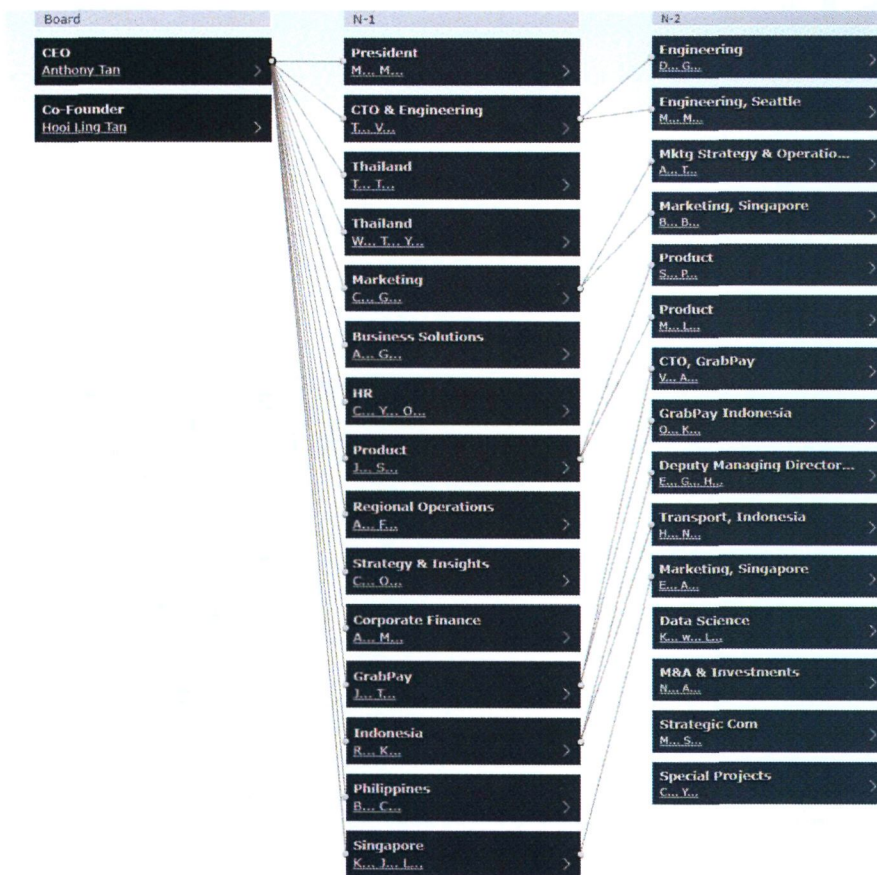 Board
CEO
Anthony Tan
Co-Founder
Hooi Ling Tan
N-1
President
M... M...
CTO & Engineering
T... V...
Thailand
T... T...
Thailand
W... T... Y...
Marketing
C... G...
Business Solutions
A... G...
HR
C... Y... O...
Product
J... S...
Regional Operations
A... F...
Strategy & Insights
C... O...
Corporate Finance
A... M...
GrabPay
J... T...
Indonesia
R... K...
Philippines
B... C...
Singapore
K... J... L...
N-2
Engineering
D... G...
Engineering, Seattle
M... M...
Mktg Strategy & Operatio...
A... T...
Marketing, Singapore
B... B...
Product
S... P...
Product
M... L...
CTO, GrabPay
V... A...
GrabPay Indonesia
O... K...
Deputy Managing Director...
E... G... H...
Transport, Indonesia
H... N...
Marketing, Singapore
E... A...
Data Science
K... w... L...
M&A & Investments
N... A...
Strategic Com
M... S...
Special Projects
C... Y...